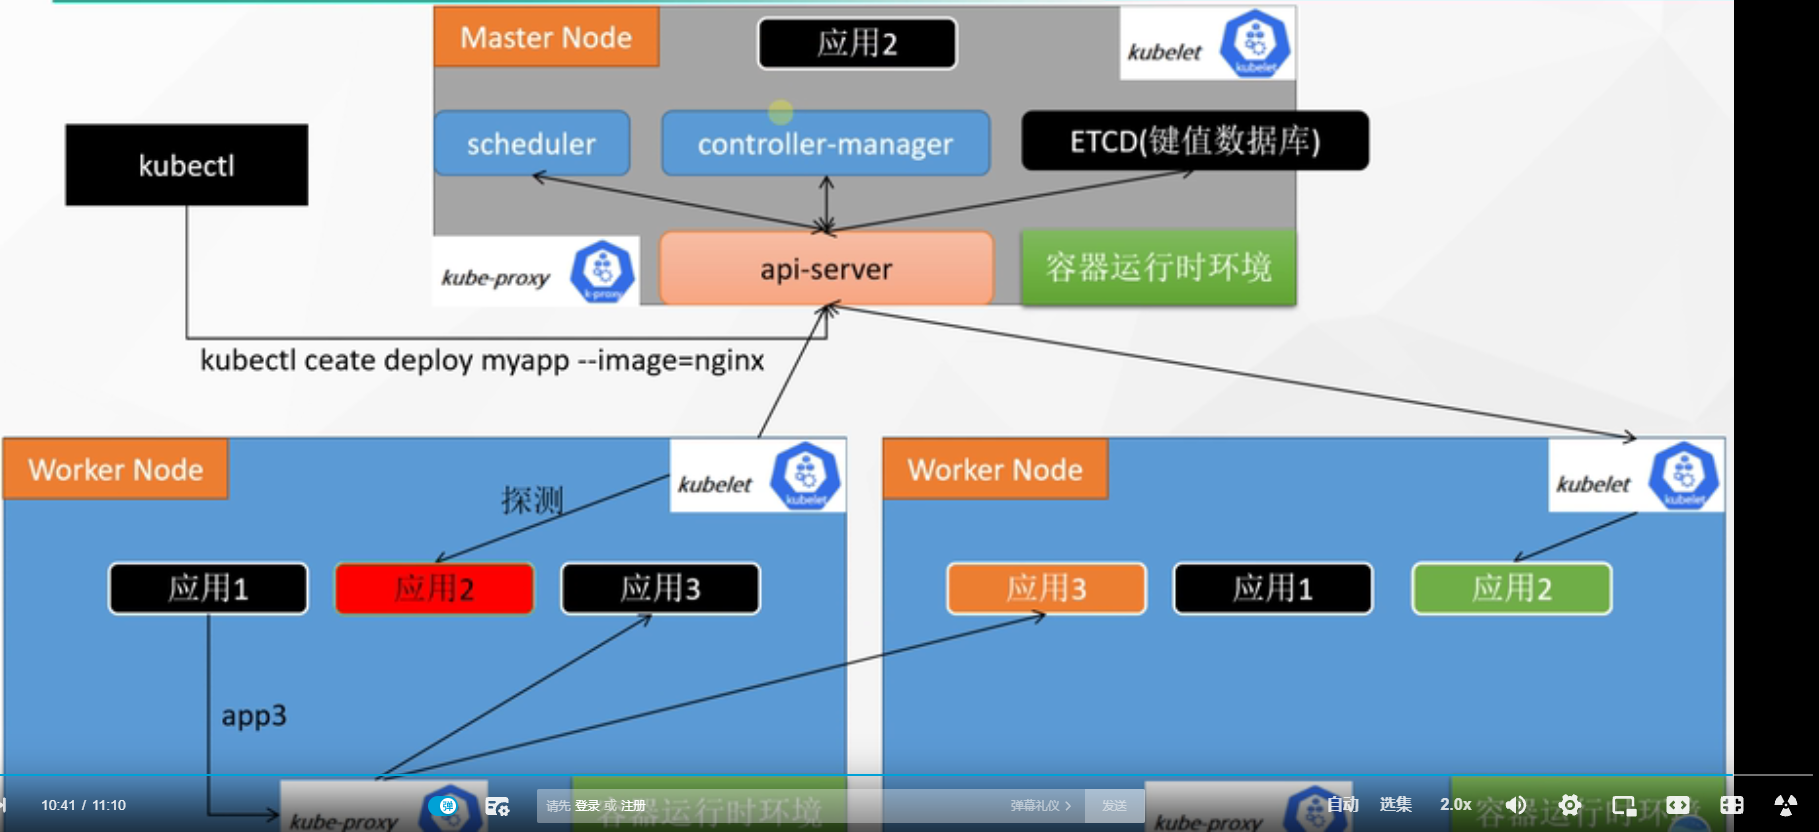 Master Node
应用2
kubelet
kubelet
scheduler
controller-manager
ETCD(键值数据库)
kubectl
kube-proxy
k-proxy
api-server
容器运行时环境
kubectl ceate deploy myapp --image=nginx
Worker Node
kubelet
kubelet
探测
应用1
应用2
应用3
app3
kube-proxy
容器运行时环境
Worker Node
kubelet
kubelet
应用3
应用1
应用2
kube-proxy
容器运行时环境
10:41 / 11:10
弹
请先 登录 或 注册
弹幕礼仪 >
发送
自动
选集
2.0x